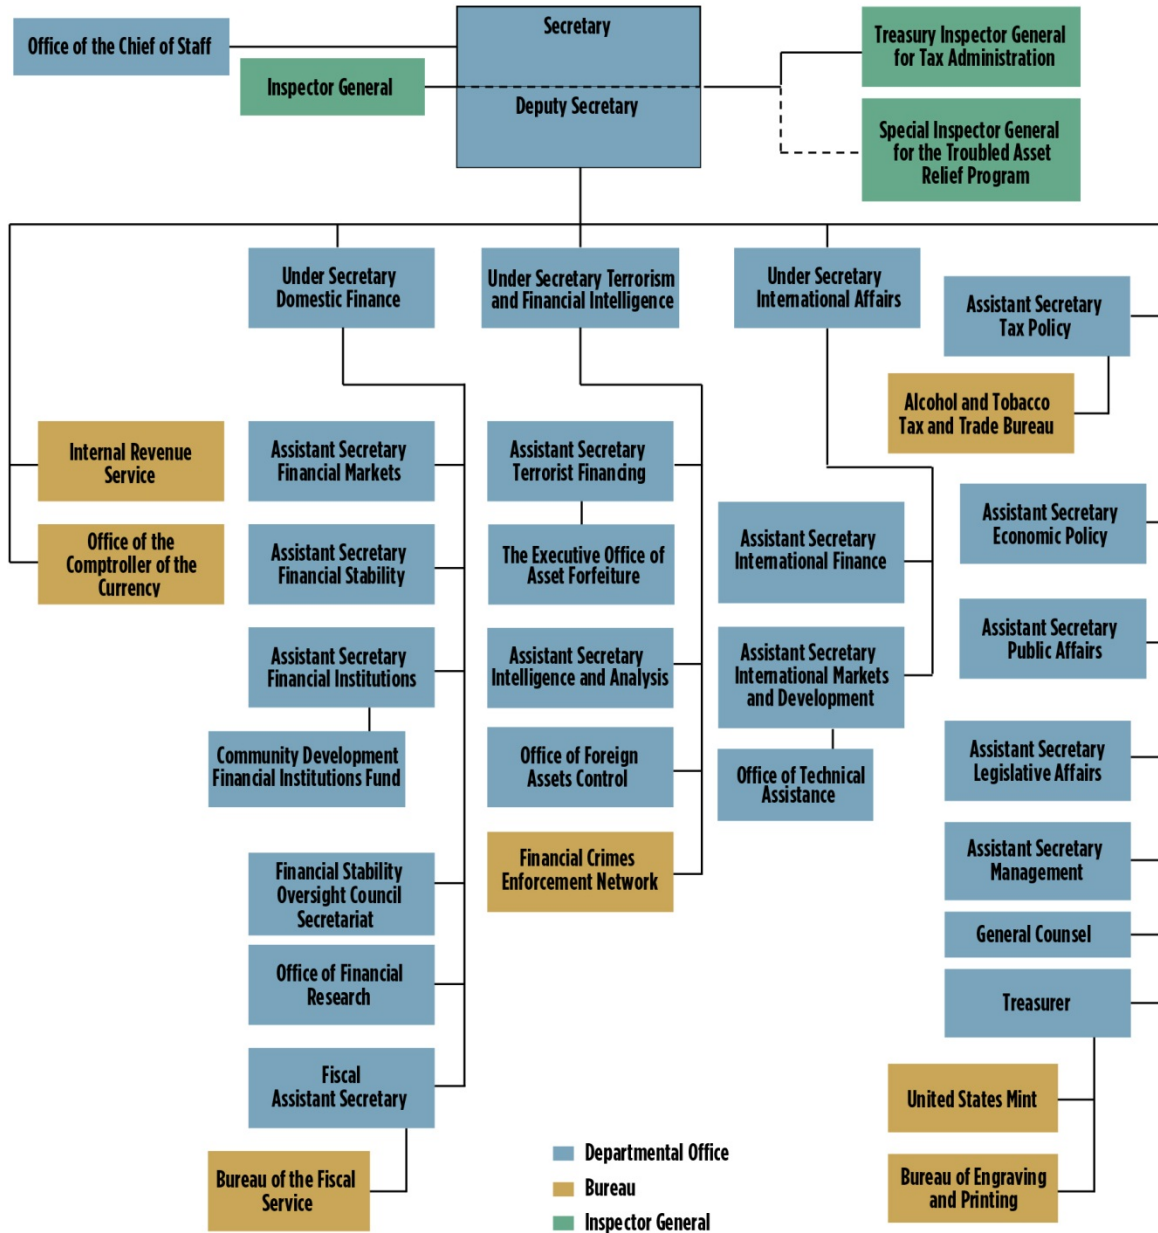 Office of the Chief of Staff
Inspector General
Secretary
Deputy Secretary
Treasury Inspector General
for Tax Administration
Special Inspector General
for the Troubled Asset
Relief Program
Under Secretary
Domestic Finance
Under Secretary Terrorism
and Financial Intelligence
Under Secretary
International Affairs
Assistant Secretary
Tax Policy
Alcohol and Tobacco
Tax and Trade Bureau
Internal Revenue
Service
Office of the
Comptroller of the
Currency
Assistant Secretary
Financial Markets
Assistant Secretary
Financial Stability
Assistant Secretary
Financial Institutions
Community Development
Financial Institutions Fund
Financial Stability
Oversight Council
Secretariat
Office of Financial
Research
Fiscal
Assistant Secretary
Bureau of the Fiscal
Service
Assistant Secretary
Terrorist Financing
The Executive Office of
Asset Forfeiture
Assistant Secretary
Intelligence and Analysis
Office of Foreign
Assets Control
Financial Crimes
Enforcement Network
Assistant Secretary
International Finance
Assistant Secretary
International Markets
and Development
Office of Technical
Assistance
Assistant Secretary
Economic Policy
Assistant Secretary
Public Affairs
Assistant Secretary
Legislative Affairs
Assistant Secretary
Management
General Counsel
Treasurer
United States Mint
Bureau of Engraving
and Printing
Departmental Office
Bureau
Inspector General